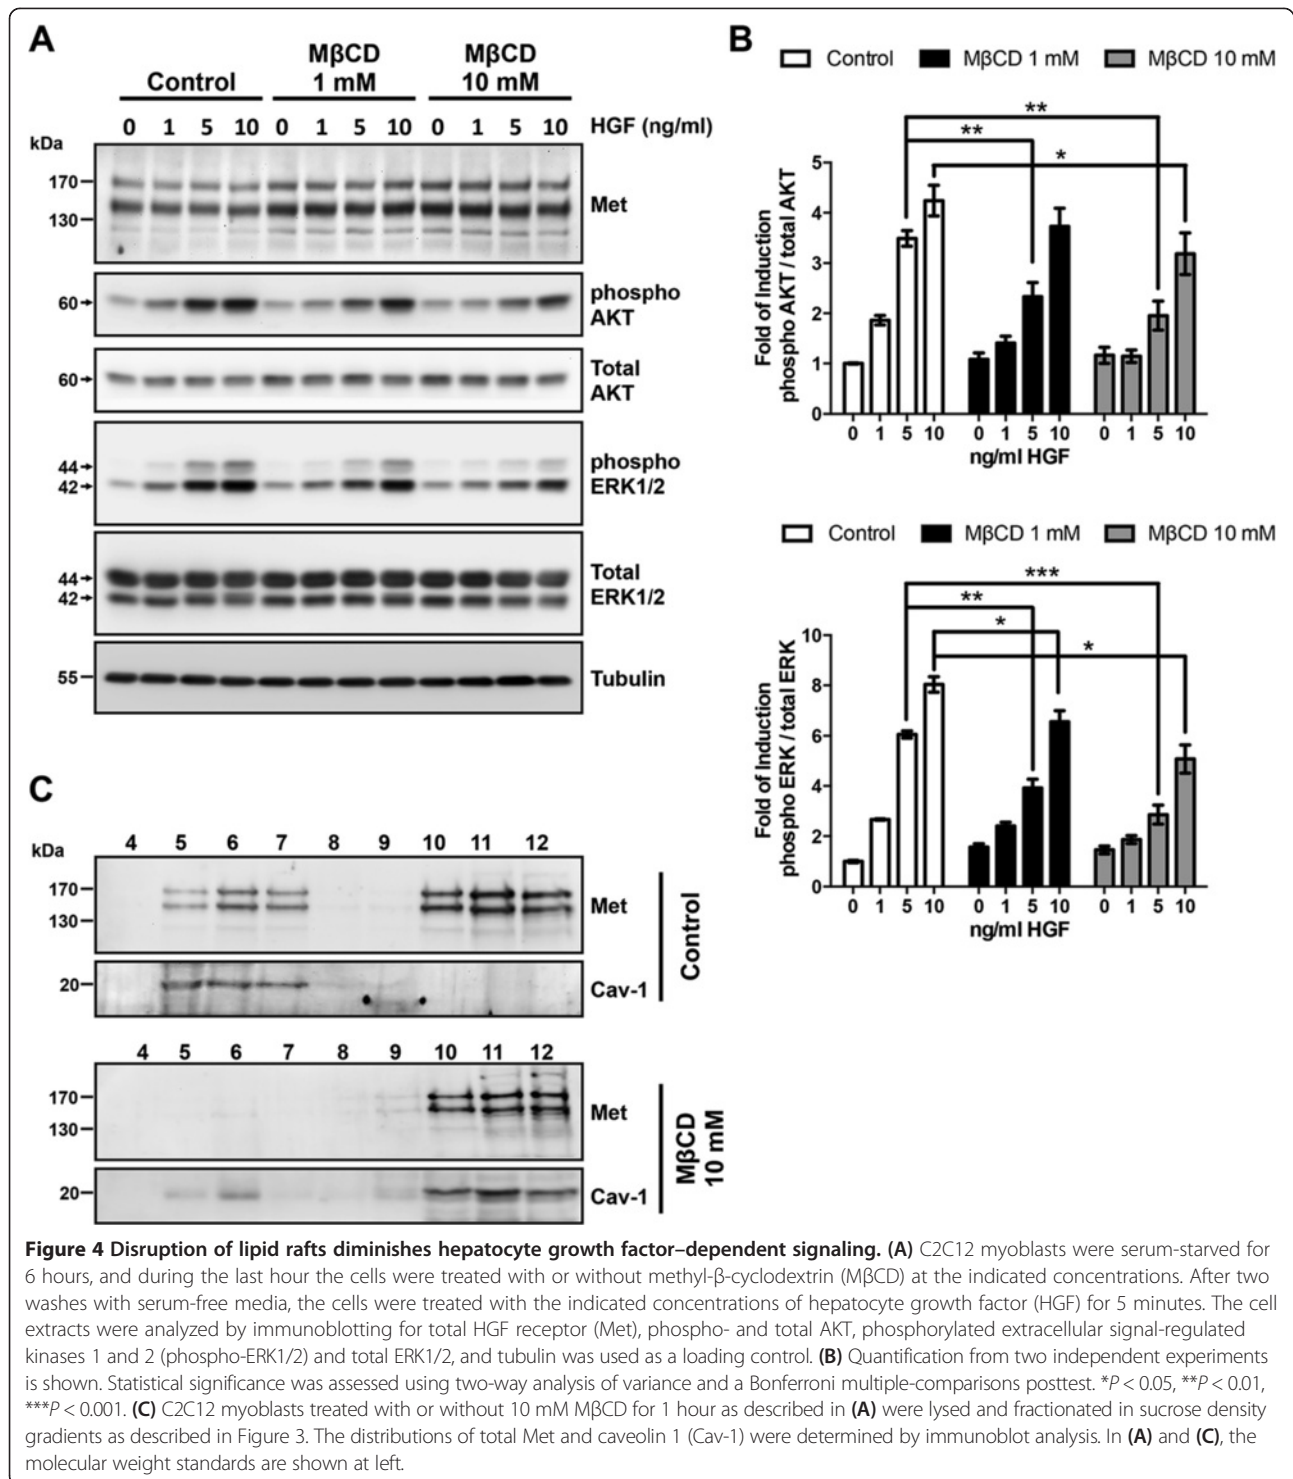 A
Control
MβCD
1 mM
MβCD
10 mM
0 1 5 10 0 1 5 10 0 1 5 10 HGF (ng/ml)
kDa
170
130
Met
60
phospho
AKT
60
Total
AKT
44
42
phospho
ERK1/2
44
42
Total
ERK1/2
55
Tubulin
B
Control MβCD 1 mM MβCD 10 mM
**
**
*
Fold of Induction
phospho AKT / total AKT
5
4
3
2
1
0
0 1 5 10 0 1 5 10 0 1 5 10
ng/ml HGF
Control MβCD 1 mM MβCD 10 mM
***
**
*
*
Fold of Induction
phospho ERK / total ERK
10
8
6
4
2
0
0 1 5 10 0 1 5 10 0 1 5 10
ng/ml HGF
C
4 5 6 7 8 9 10 11 12
kDa
170
130
Met
20
Cav-1
Control
4 5 6 7 8 9 10 11 12
170
130
Met
20
Cav-1
MβCD
10 mM
Figure 4 Disruption of lipid rafts diminishes hepatocyte growth factor–dependent signaling. (A) C2C12 myoblasts were serum-starved for
6 hours, and during the last hour the cells were treated with or without methyl-β-cyclodextrin (MβCD) at the indicated concentrations. After two
washes with serum-free media, the cells were treated with the indicated concentrations of hepatocyte growth factor (HGF) for 5 minutes. The cell
extracts were analyzed by immunoblotting for total HGF receptor (Met), phospho- and total AKT, phosphorylated extracellular signal-regulated
kinases 1 and 2 (phospho-ERK1/2) and total ERK1/2, and tubulin was used as a loading control. (B) Quantification from two independent experiments
is shown. Statistical significance was assessed using two-way analysis of variance and a Bonferroni multiple-comparisons posttest. *P < 0.05, **P < 0.01,
***P < 0.001. (C) C2C12 myoblasts treated with or without 10 mM MβCD for 1 hour as described in (A) were lysed and fractionated in sucrose density
gradients as described in Figure 3. The distributions of total Met and caveolin 1 (Cav-1) were determined by immunoblot analysis. In (A) and (C), the
molecular weight standards are shown at left.